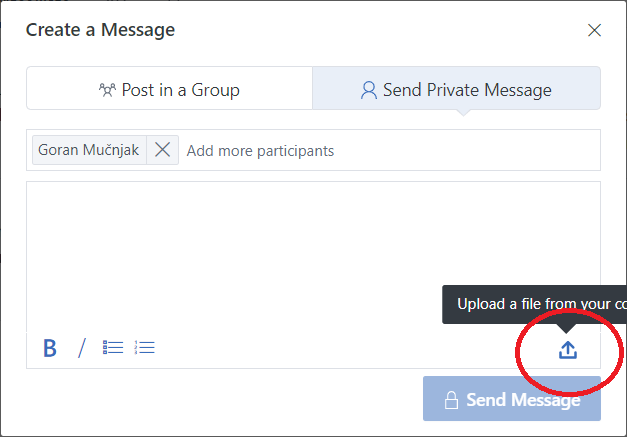 Create a Message
Post in a Group
Send Private Message
Goran Mučnjak
Add more participants
Upload a file from your co
B I
Send Message